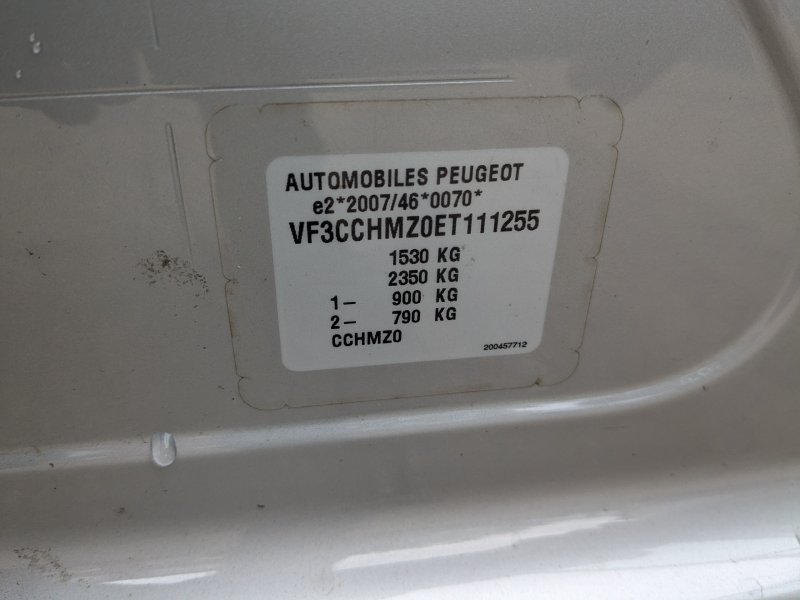 AUTOMOBILES PEUGEOT
e2*2007/46*0070*
VF3CCHMZ0ET111255
1530 KG
2350 KG
1– 900 KG
2– 790 KG
CCHMZ0
200457712